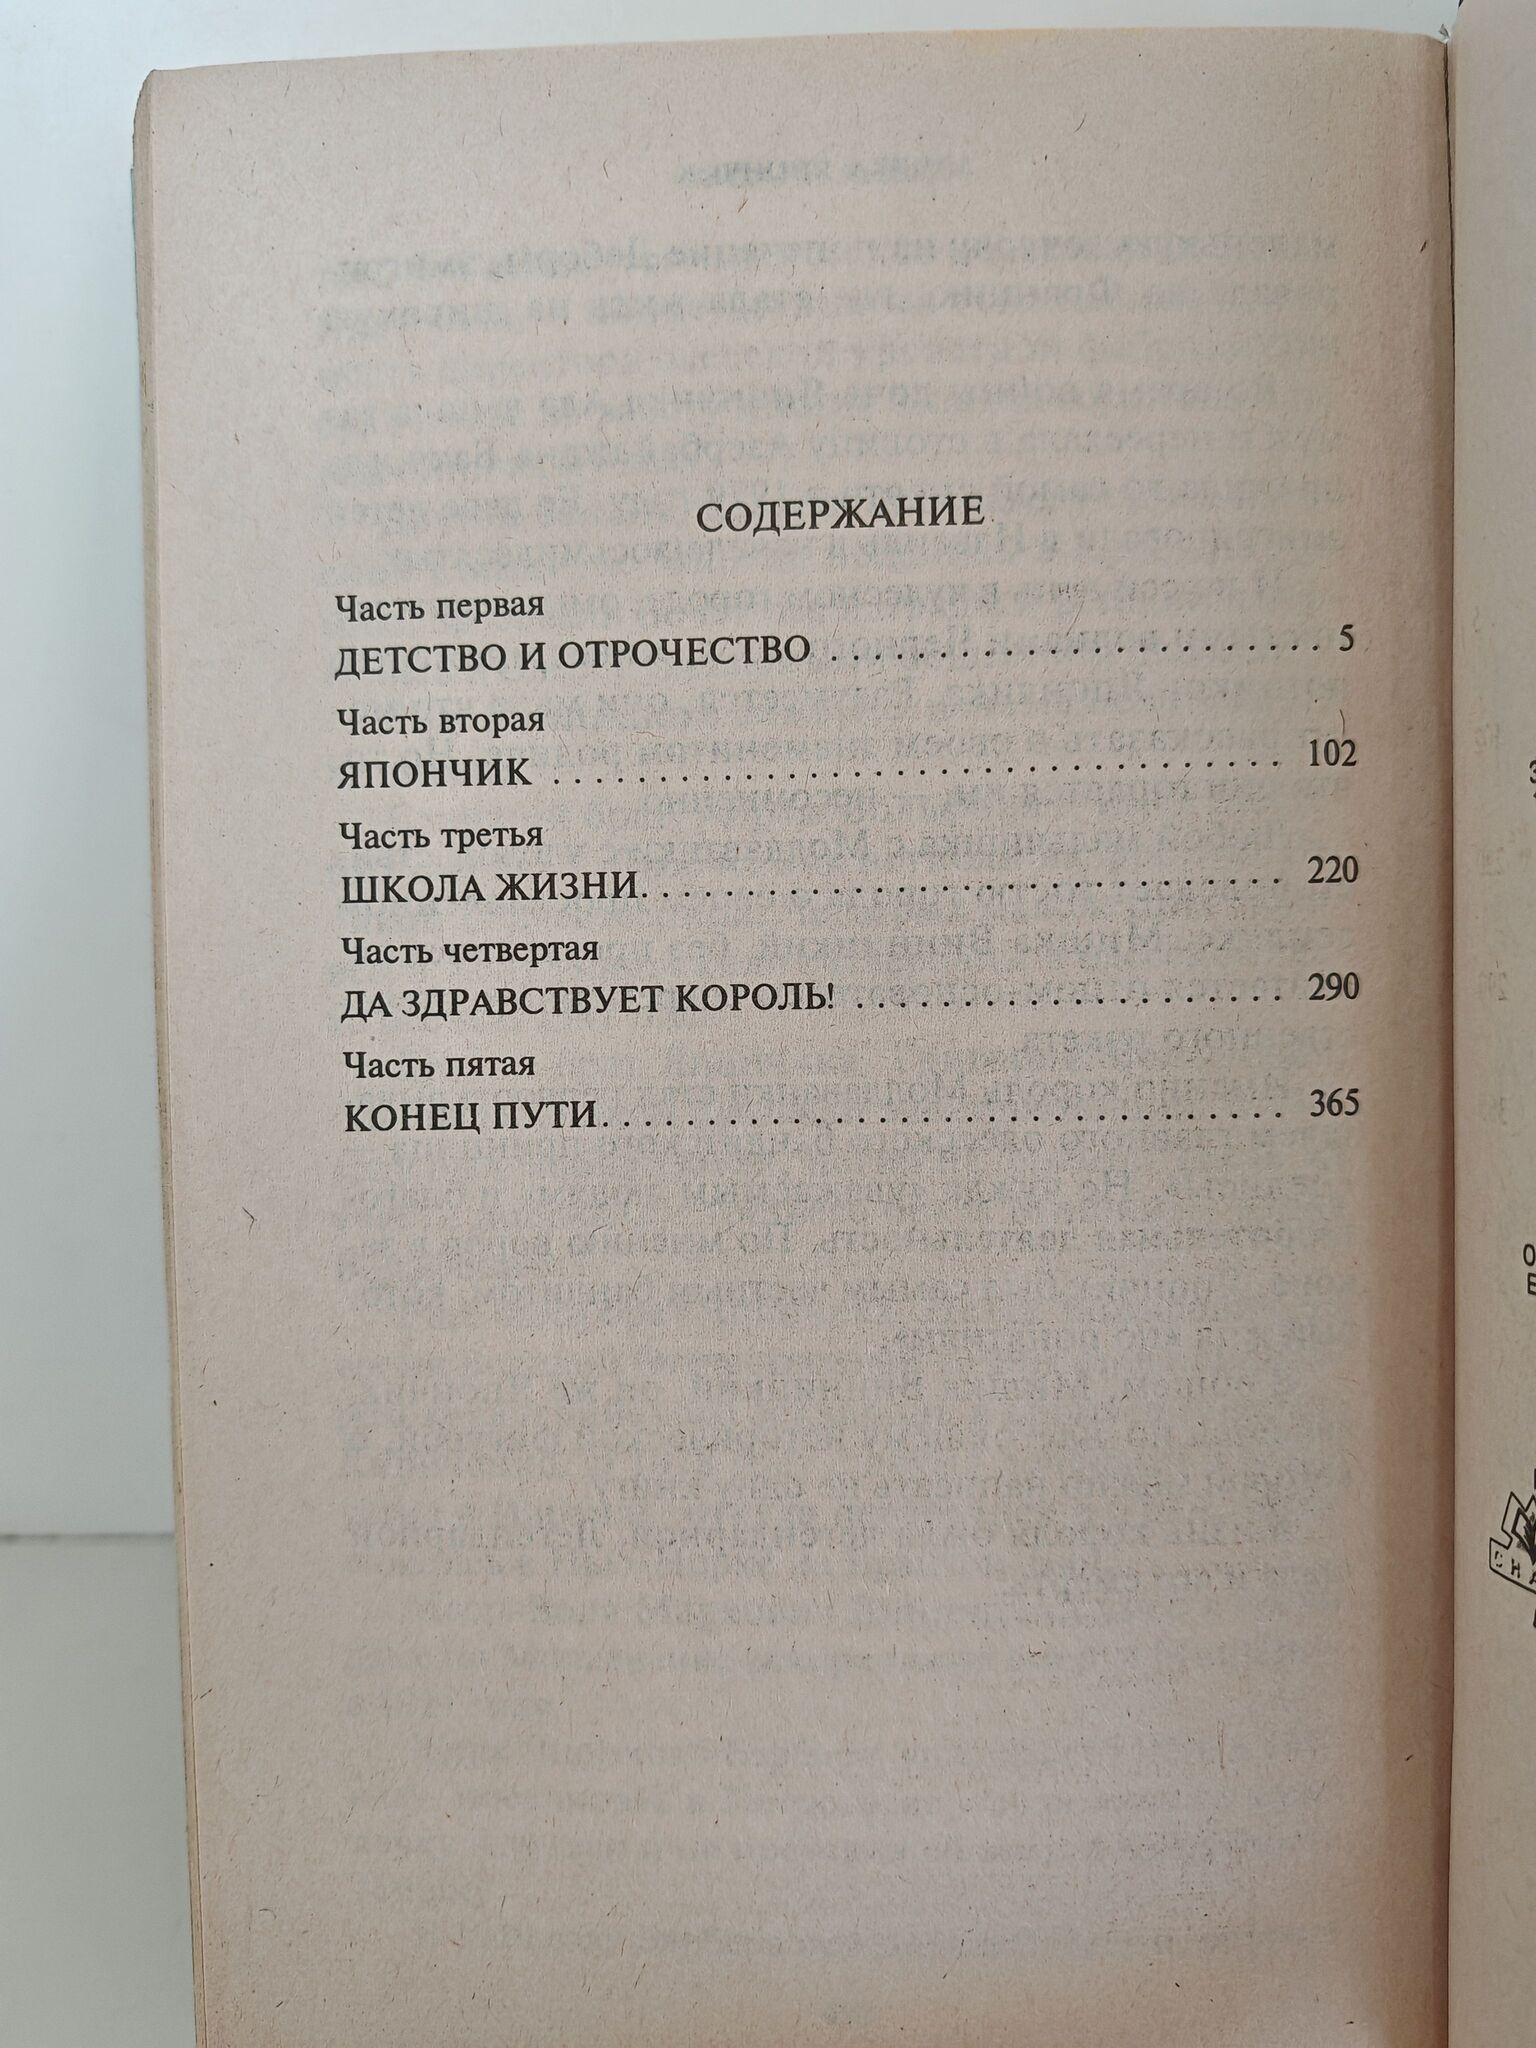 СОДЕРЖАНИЕ
Часть первая
ДЕТСТВО И ОТРОЧЕСТВО . . . . . . . . . . . . . . . . . . . . . . . 5
Часть вторая
ЯПОНЧИК . . . . . . . . . . . . . . . . . . . . . . . . . . . . . . . . . . 102
Часть третья
ШКОЛА ЖИЗНИ. . . . . . . . . . . . . . . . . . . . . . . . . . . . . . 220
Часть четвертая
ДА ЗДРАВСТВУЕТ КОРОЛЬ! . . . . . . . . . . . . . . . . . . . . 290
Часть пятая
КОНЕЦ ПУТИ. . . . . . . . . . . . . . . . . . . . . . . . . . . . . . . . 365